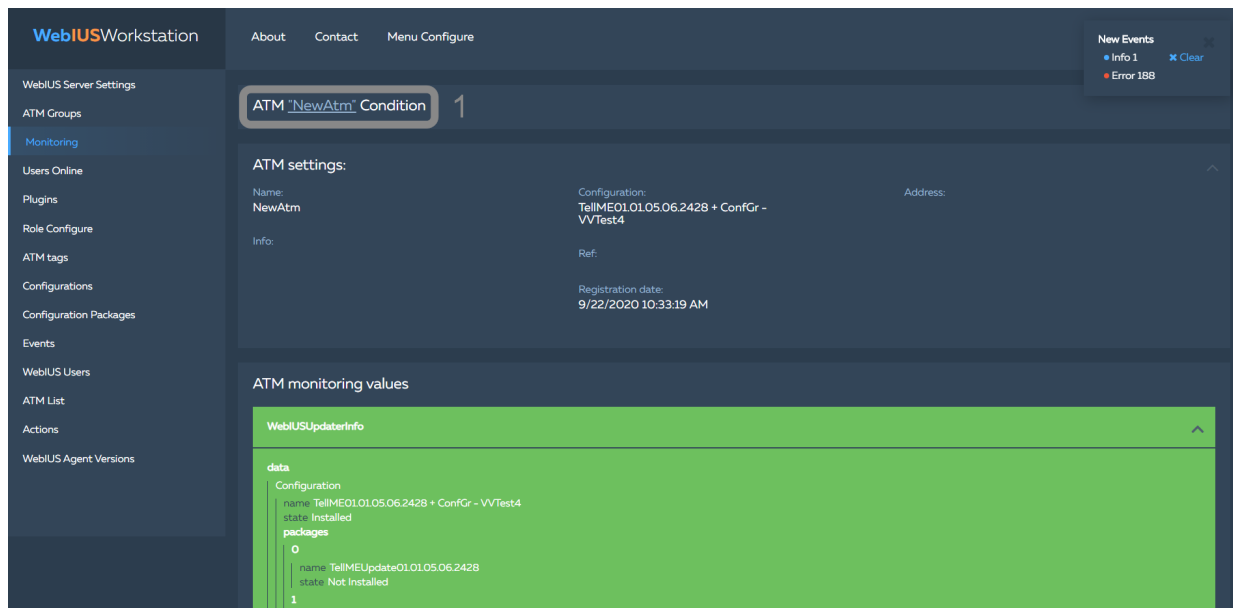 WebIUSWorkstation
About Contact Menu Configure
New Events
Info 1 Clear
Error 188
WebIUS Server Settings
ATM Groups
Monitoring
Users Online
Plugins
Role Configure
ATM tags
Configurations
Configuration Packages
Events
WebIUS Users
ATM List
Actions
WebIUS Agent Versions
ATM "NewAtm" Condition 1
ATM settings:
Name:
NewAtm
Info:
Configuration:
TellME01.01.05.06.2428 + ConfGr -
VVTest4
Ref:
Registration date:
9/22/2020 10:33:19 AM
Address:
ATM monitoring values
WebIUSUpdaterInfo
data
Configuration
name TellME01.01.05.06.2428 + ConfGr - VVTest4
state Installed
packages
0
name TellMEUpdate01.01.05.06.2428
state Not Installed
1